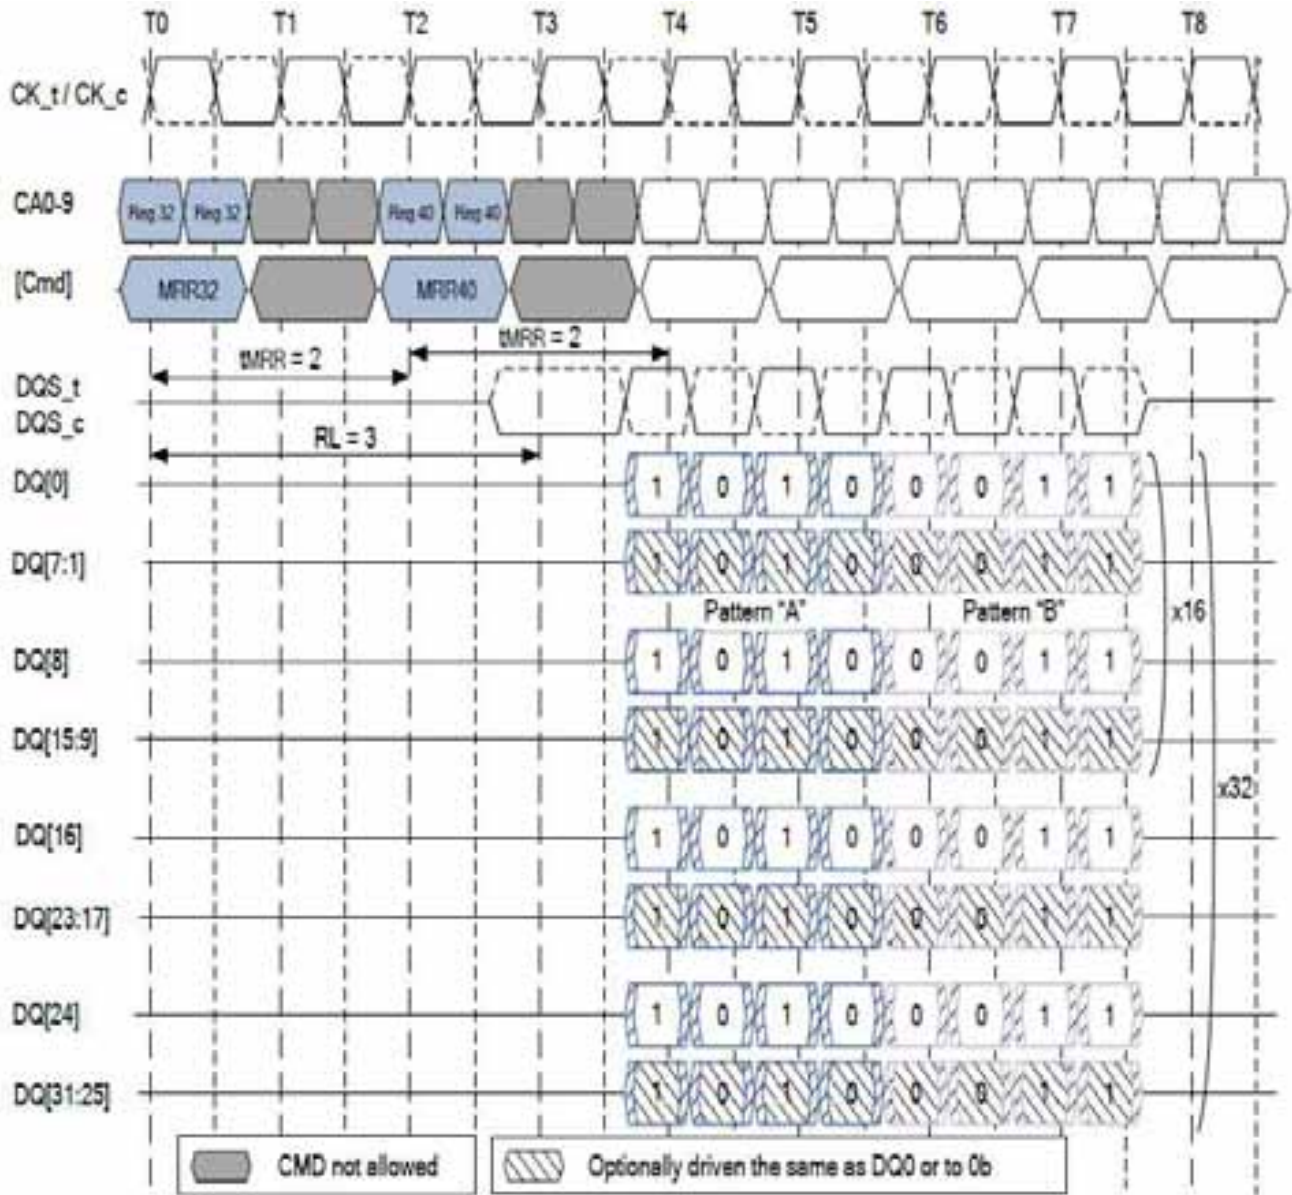 T0 T1 T2 T3 T4 T5 T6 T7 T8
CK_t / CK_c
CA0-9 Reg 32 Reg 32 Reg 40 Reg 40
[Cmd] MRR32 MRR40
tMRR = 2
tMRR = 2
DQS_t
DQS_c
RL = 3
DQ[0] 1 0 1 0 0 0 1 1
DQ[7:1] 1 0 1 0 0 0 1 1
Pattern "A" Pattern "B" x16
DQ[8] 1 0 1 0 0 0 1 1
DQ[15:9] 1 0 1 0 0 0 1 1
x32
DQ[16] 1 0 1 0 0 0 1 1
DQ[23:17] 1 0 1 0 0 0 1 1
DQ[24] 1 0 1 0 0 0 1 1
DQ[31:25] 1 0 1 0 0 0 1 1
CMD not allowed Optionally driven the same as DQ0 or to 0b